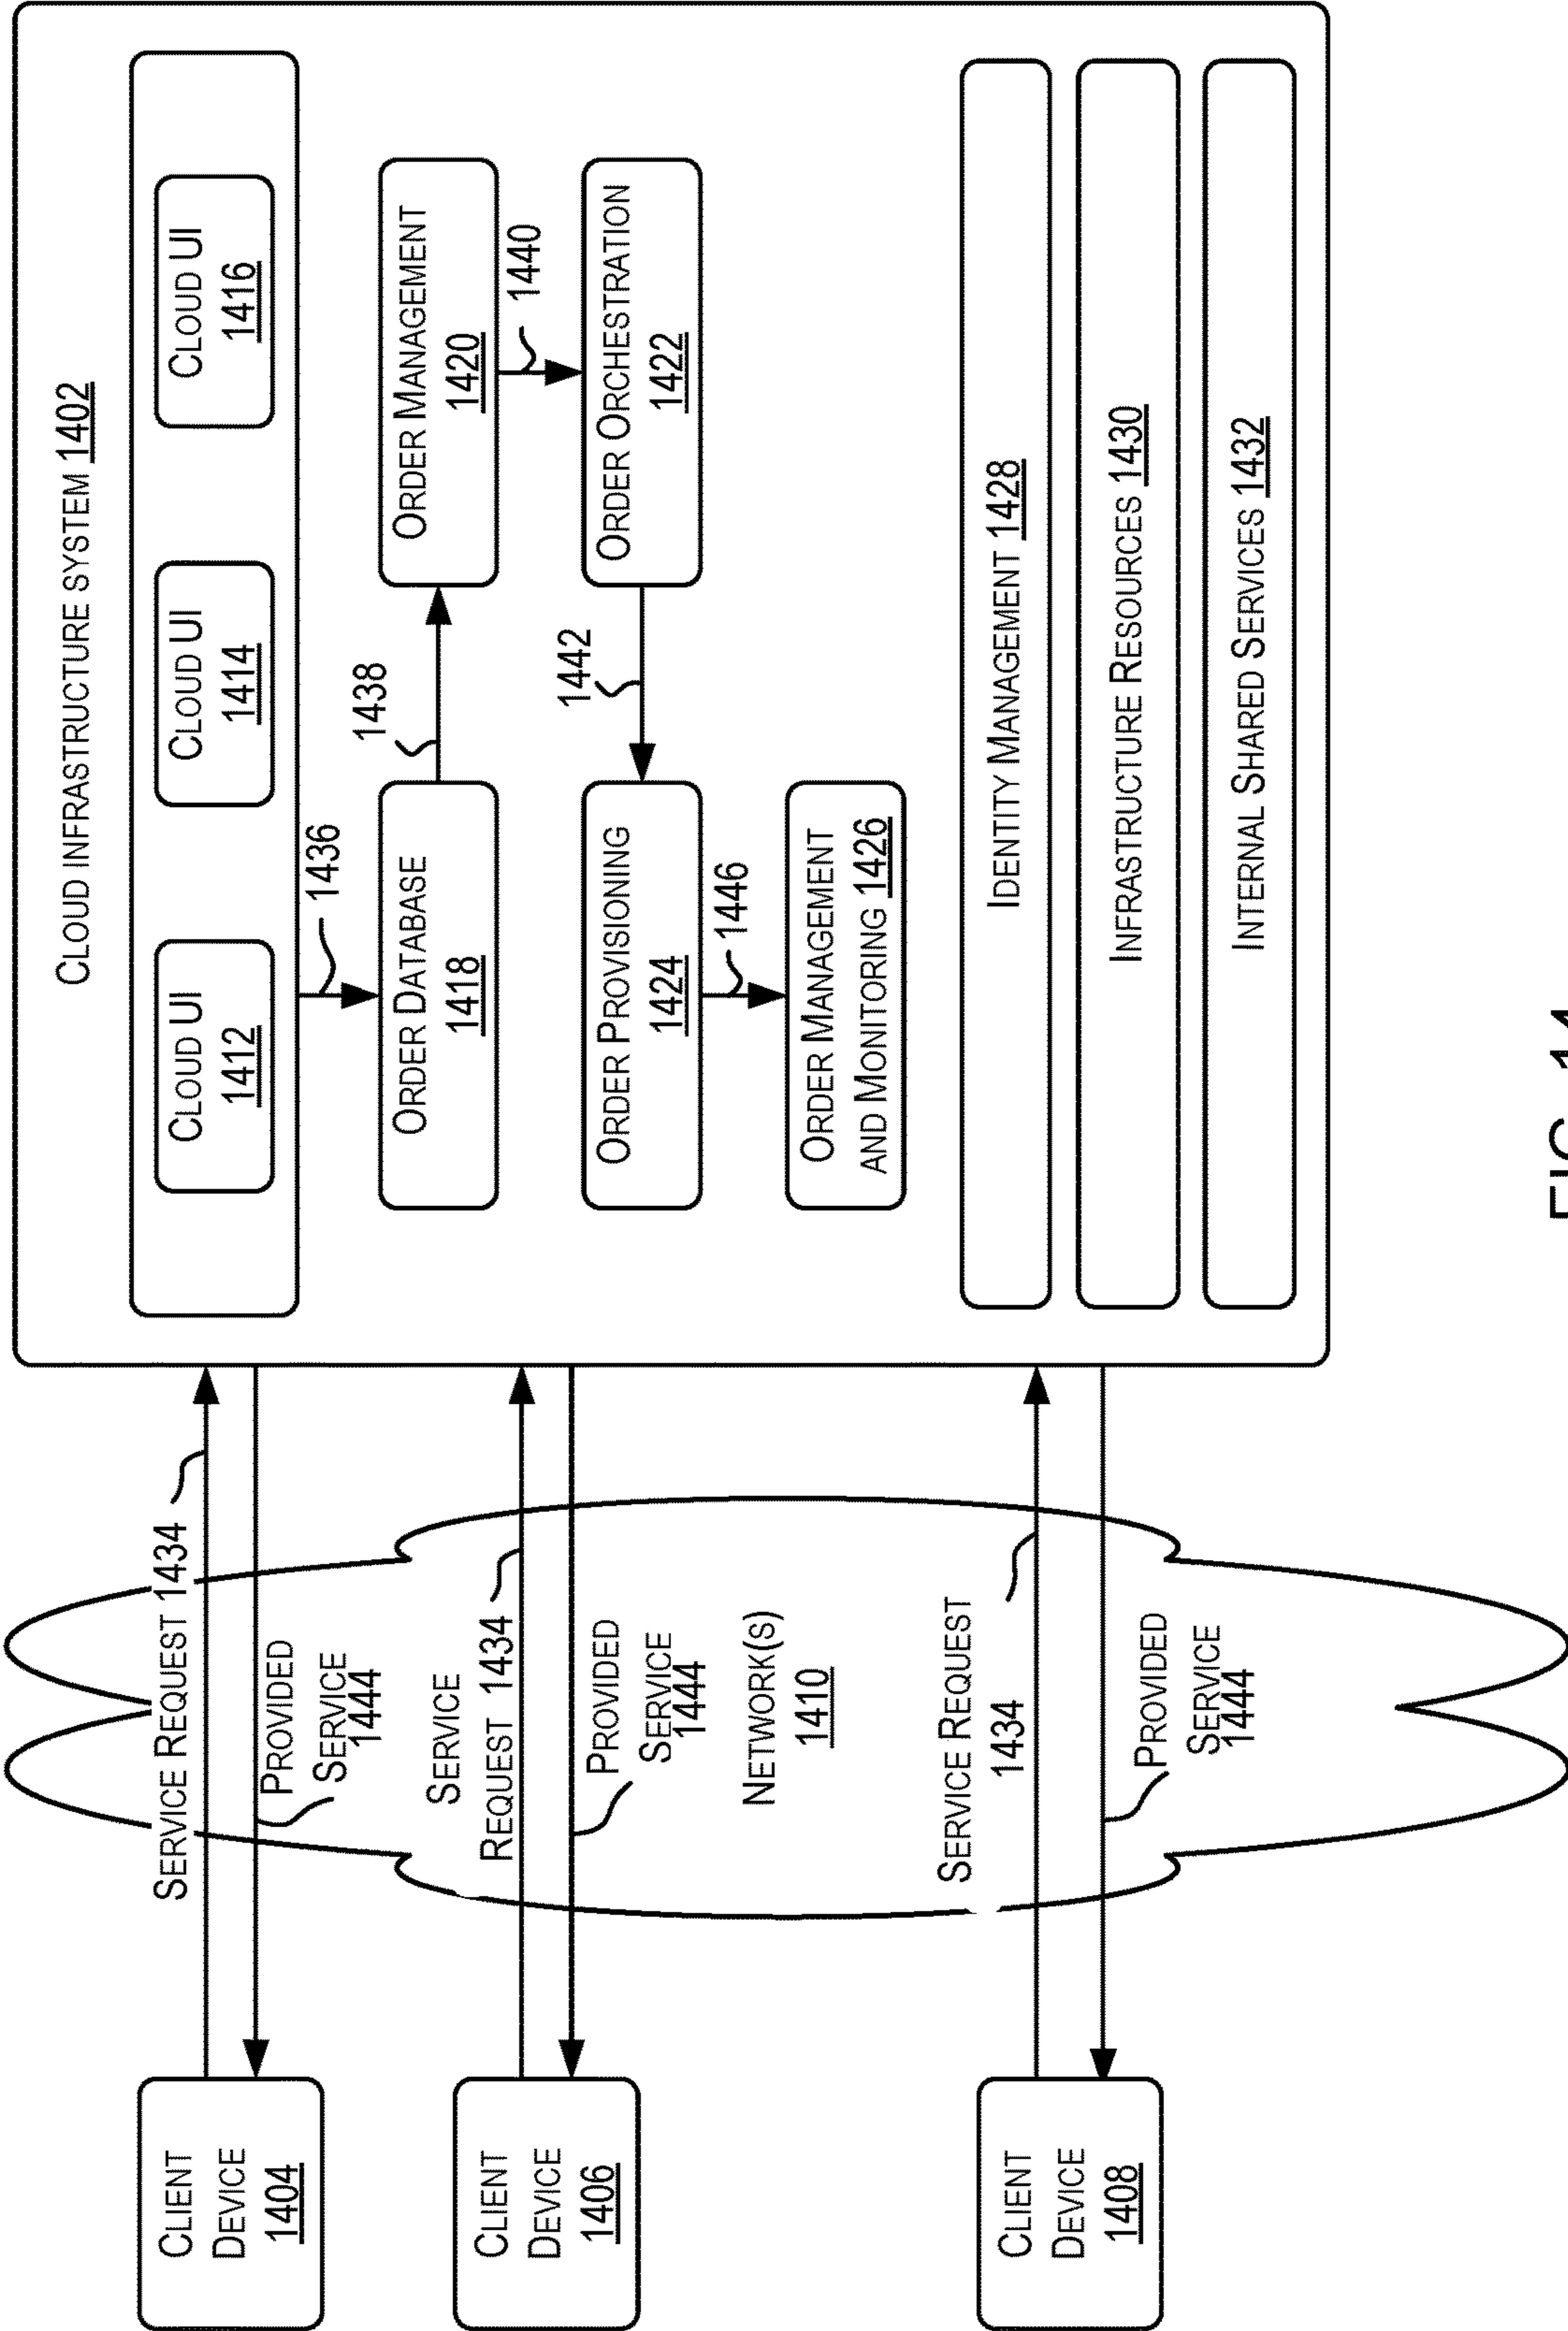 CLOUD INFRASTRUCTURE SYSTEM 1402
CLOUD UI
1412
CLOUD UI
1414
CLOUD UI
1416
1436
ORDER DATABASE
1418
1438
ORDER MANAGEMENT
1420
1440
ORDER ORCHESTRATION
1422
1442
ORDER PROVISIONING
1424
1446
ORDER MANAGEMENT
AND MONITORING 1426
IDENTITY MANAGEMENT 1428
INFRASTRUCTURE RESOURCES 1430
INTERNAL SHARED SERVICES 1432
CLIENT
DEVICE
1404
SERVICE REQUEST 1434
PROVIDED
SERVICE
1444
CLIENT
DEVICE
1406
SERVICE
REQUEST 1434
PROVIDED
SERVICE
1444
NETWORK(S)
1410
CLIENT
DEVICE
1408
SERVICE REQUEST
1434
PROVIDED
SERVICE
1444
FIG. 14